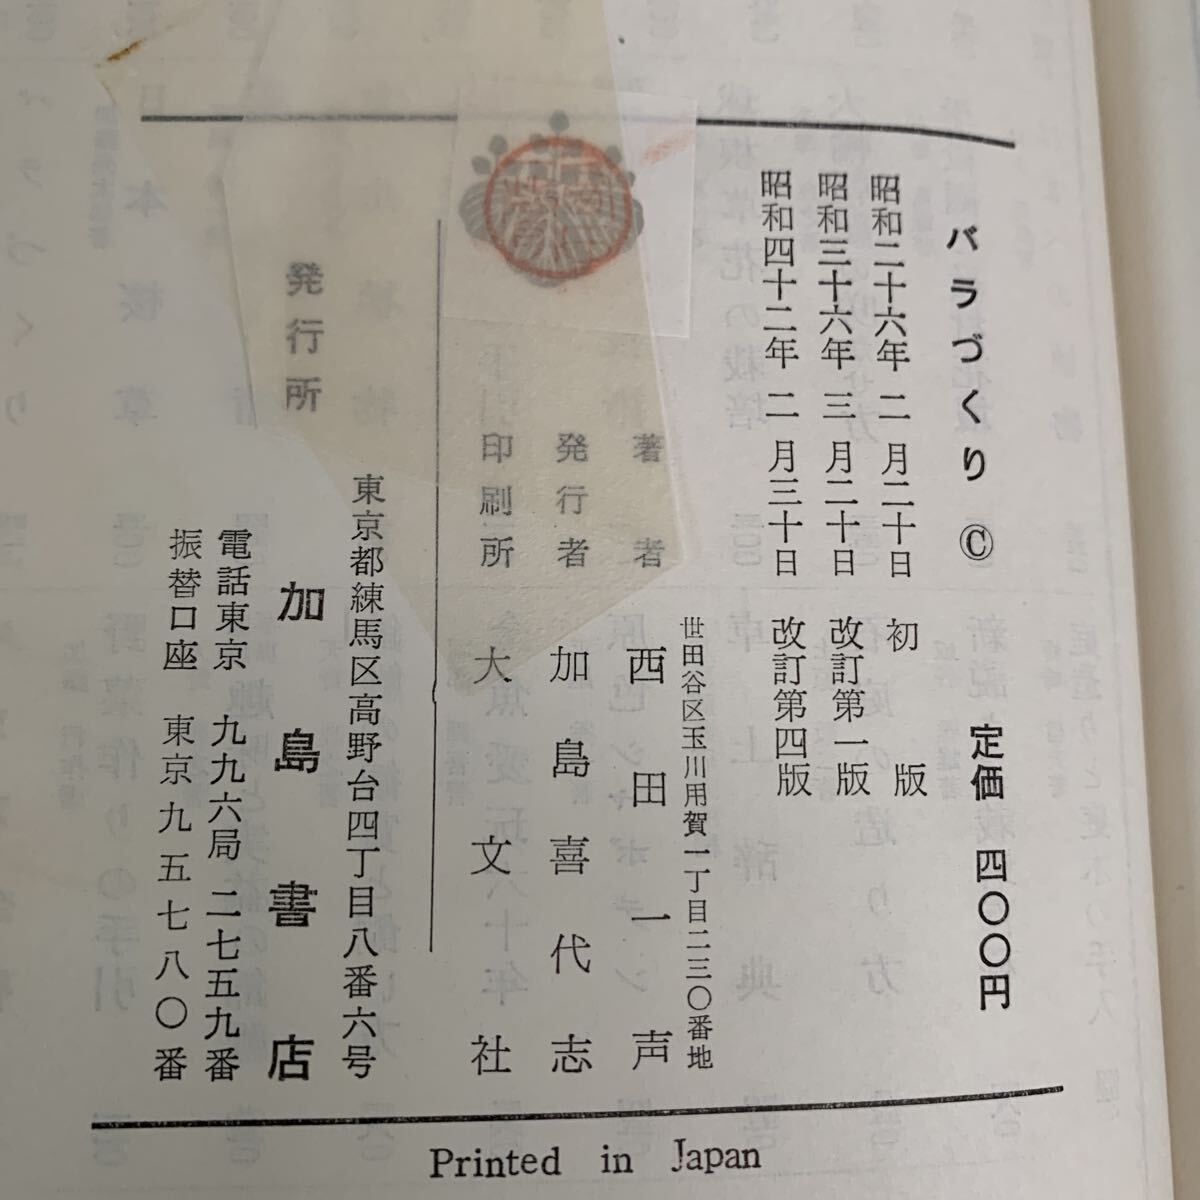 バラづくり Ⓒ 定価 四〇〇円
昭和二十六年 二月二十日 初版
昭和三十六年 三月二十日 改訂第一版
昭和四十二年 二月三十日 改訂第四版
世田谷区玉川用賀一丁目二三〇番地
著者 西田一声
発行者 加島喜代志
印刷所 大文社
東京都練馬区高野台四丁目八番六号
発行所 加島書店
電話東京 九九六局 二七五九番
振替口座 東京九五七八〇番
Printed in Japan